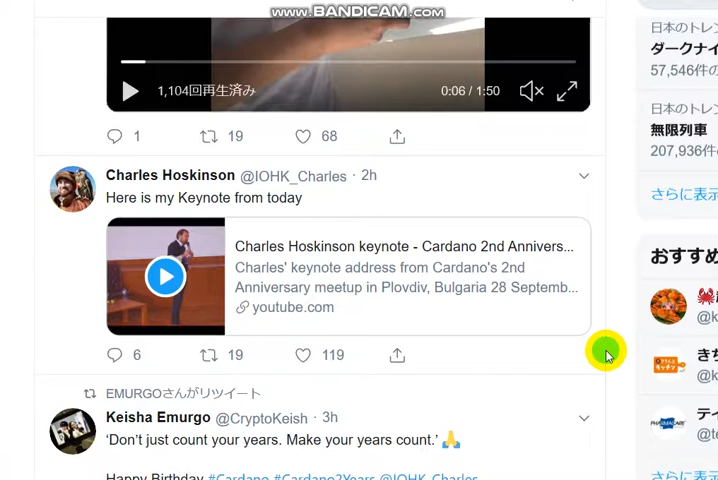 www.BANDICAM.com
1,104回再生済み
0:06 / 1:50
1
19
68
Charles Hoskinson @IOHK_Charles · 2h
Here is my Keynote from today
Charles Hoskinson keynote - Cardano 2nd Annivers...
Charles' keynote address from Cardano's 2nd
Anniversary meetup in Plovdiv, Bulgaria 28 Septemb...
youtube.com
6
19
119
EMURGOさんがリツイート
Keisha Emurgo @CryptoKeish · 3h
'Don't just count your years. Make your years count.' 🙏
Happy Birthday #Cardano #Cardano2Years @IOHK_Charles
日本のトレン
ダークナイ
57,546件の
日本のトレン
無限列車
207,936件
さらに表示
おすすめ
🦀
@k
きち
@k
PHARMACARE
ティ
@te
さらに表示